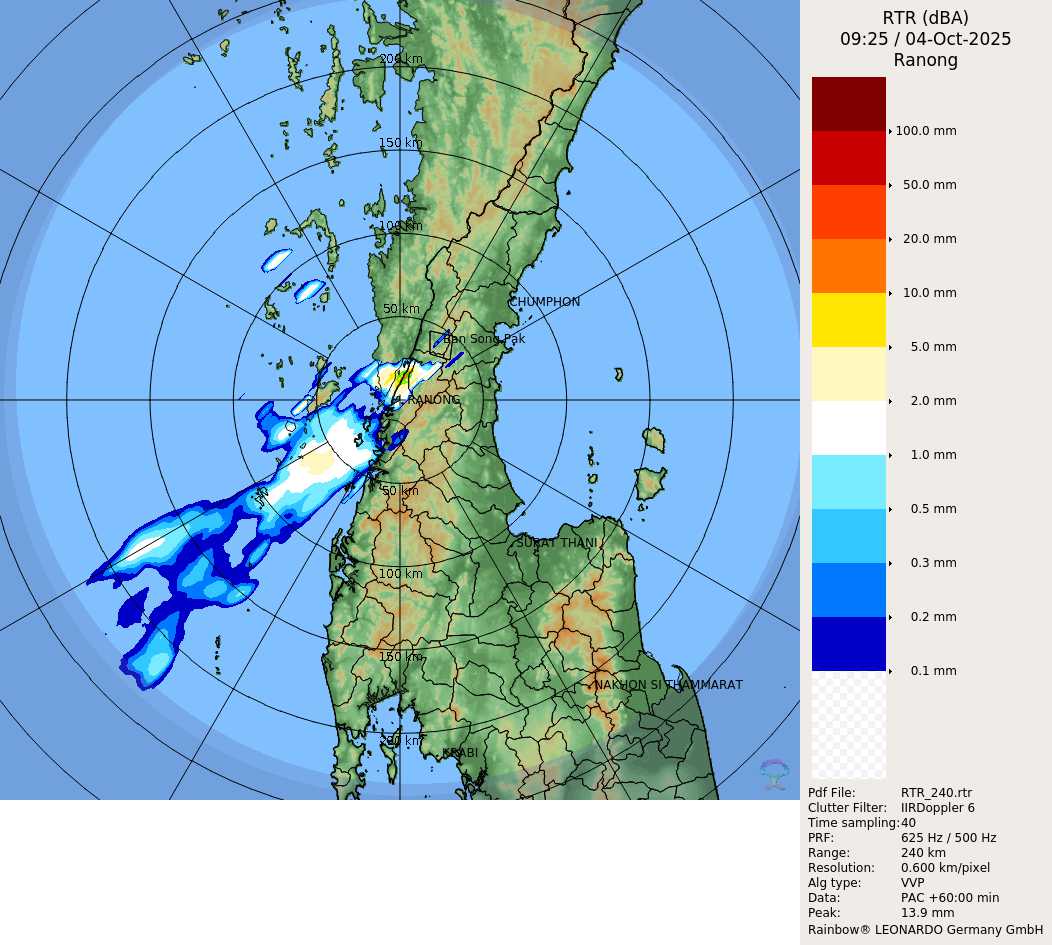 RTR (dBA)
09:25 / 04-Oct-2025
Ranong
200 km
150 km
100 km
50 km
CHUMPHON
Ban Song Pak
RANONG
50 km
SURAT THANI
100 km
150 km
NAKHON SI THAMMARAT
200 km
KRABI
100.0 mm
50.0 mm
20.0 mm
10.0 mm
5.0 mm
2.0 mm
1.0 mm
0.5 mm
0.3 mm
0.2 mm
0.1 mm
Pdf File: RTR_240.rtr
Clutter Filter: IIRDoppler 6
Time sampling:40
PRF: 625 Hz / 500 Hz
Range: 240 km
Resolution: 0.600 km/pixel
Alg type: VVP
Data: PAC +60:00 min
Peak: 13.9 mm
Rainbow® LEONARDO Germany GmbH